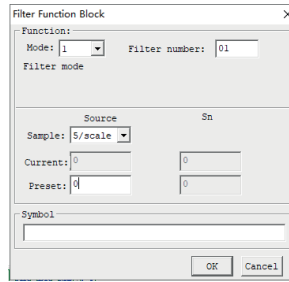 Filter Function Block
Function:
Mode: 1 Filter number: 01
Filter mode
Source Sn
Sample: 5/scale
Current: 0 0
Preset: 0 0
Symbol
OK Cancel